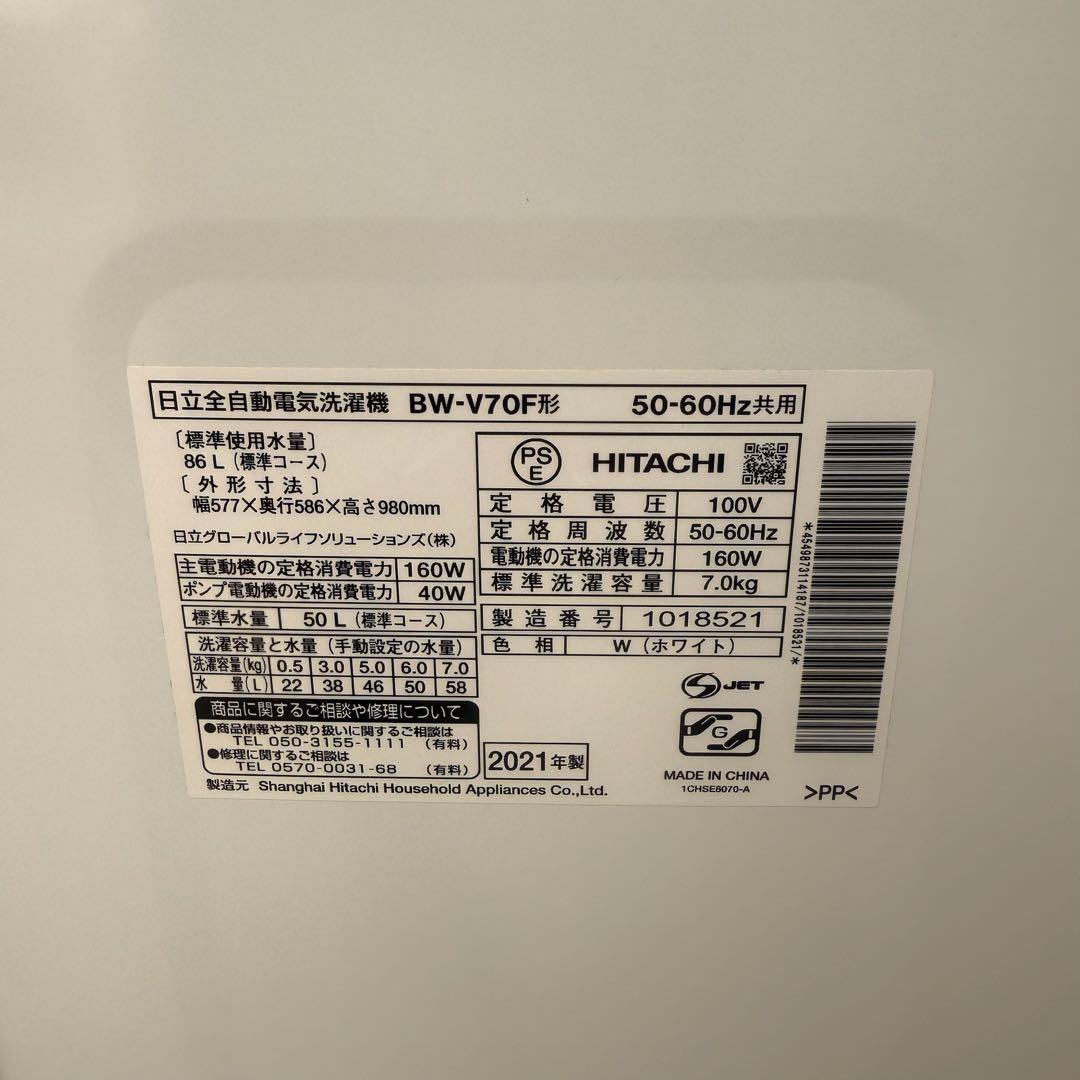 日立全自動電気洗濯機 BW-V70F形 50-60Hz共用
〔標準使用水量〕
86 L (標準コース)
〔外形寸法〕
幅577×奥行586×高さ980mm
日立グローバルライフソリューションズ(株)
主電動機の定格消費電力 160W
ポンプ電動機の定格消費電力 40W
標準水量 50 L (標準コース)
洗濯容量と水量 (手動設定の水量)
洗濯容量(kg) 0.5 3.0 5.0 6.0 7.0
水量(L) 22 38 46 50 58
商品に関するご相談や修理について
●商品情報やお取り扱いに関するご相談は
TEL 050-3155-1111 (有料)
●修理に関するご相談は
TEL 0570-0031-68 (有料)
製造元 Shanghai Hitachi Household Appliances Co.,Ltd.
PS
E
HITACHI
定格電圧 100V
定格周波数 50-60Hz
電動機の定格消費電力 160W
標準洗濯容量 7.0kg
製造番号 1018521
色相 W (ホワイト)
S JET
G
2021年製
MADE IN CHINA
1CHSE6070-A
>PP<
*4549873114187/1018521/*